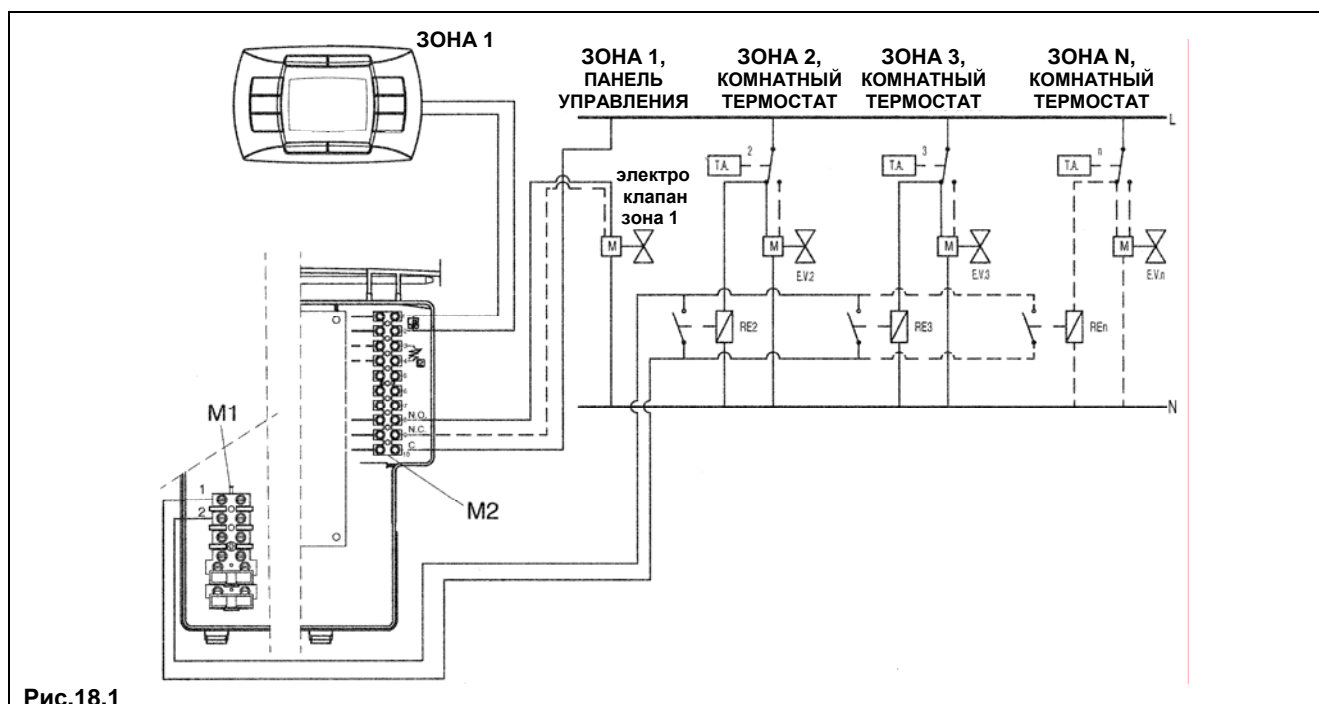 ЗОНА 1
ЗОНА 1,
ПАНЕЛЬ
УПРАВЛЕНИЯ
ЗОНА 2,
КОМНАТНЫЙ
ТЕРМОСТАТ
ЗОНА 3,
КОМНАТНЫЙ
ТЕРМОСТАТ
ЗОНА N,
КОМНАТНЫЙ
ТЕРМОСТАТ
L
2
T.A.
3
T.A.
n
T.A.
электро
клапан
зона 1
M
M
E.V.2
M
E.V.3
M
E.V.n
RE2
RE3
REn
N
N.O.
N.C.
C
10
M1
M2
1
2
Рис.18.1